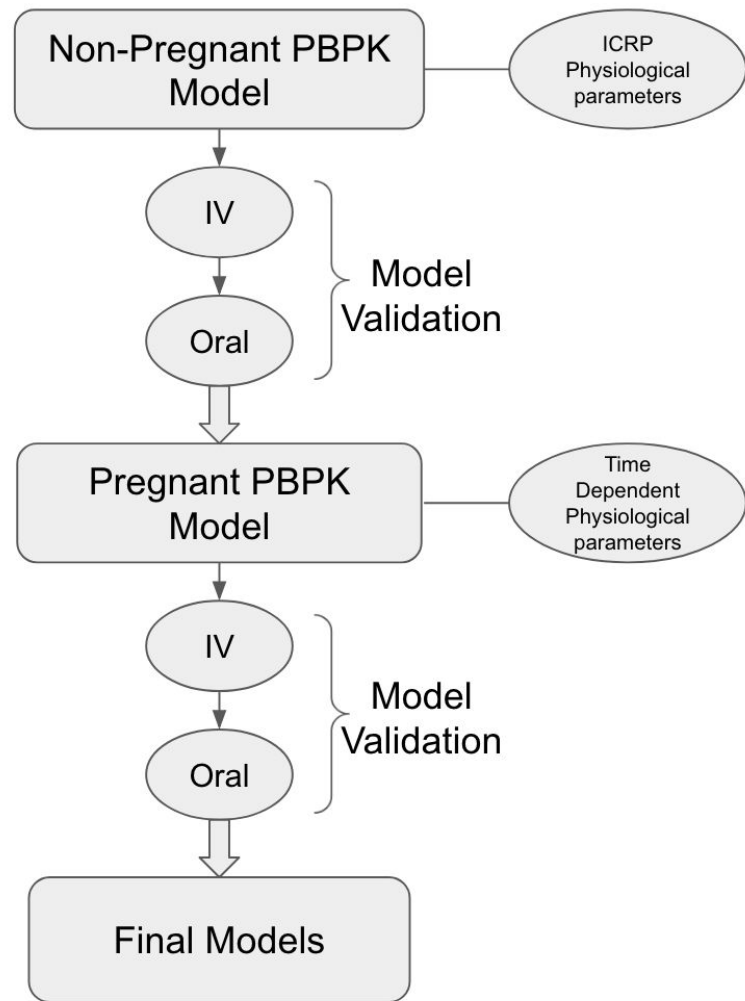 Non-Pregnant PBPK
Model
ICRP
Physiological
parameters
IV
Oral
Model
Validation
Pregnant PBPK
Model
Time
Dependent
Physiological
parameters
IV
Oral
Model
Validation
Final Models